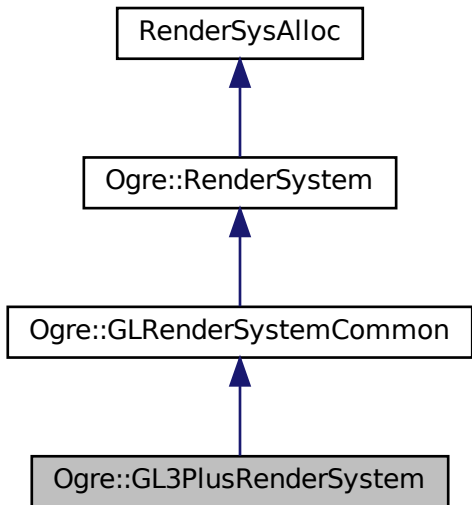 RenderSysAlloc
Ogre::RenderSystem
Ogre::GLRenderSystemCommon
Ogre::GL3PlusRenderSystem